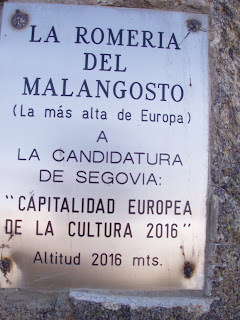 LA ROMERIA
DEL
MALANGOSTO
(La más alta de Europa)
A
LA CANDIDATURA
DE SEGOVIA:
"CAPITALIDAD EUROPEA
DE LA CULTURA 2016"
Altitud 2016 mts.